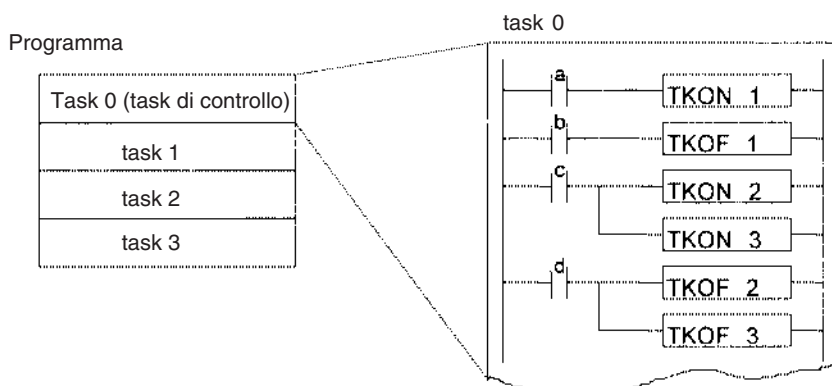 Programma
Task 0 (task di controllo)
task 1
task 2
task 3
task 0
a
TKON 1
b
TKOF 1
c
TKON 2
TKON 3
d
TKOF 2
TKOF 3